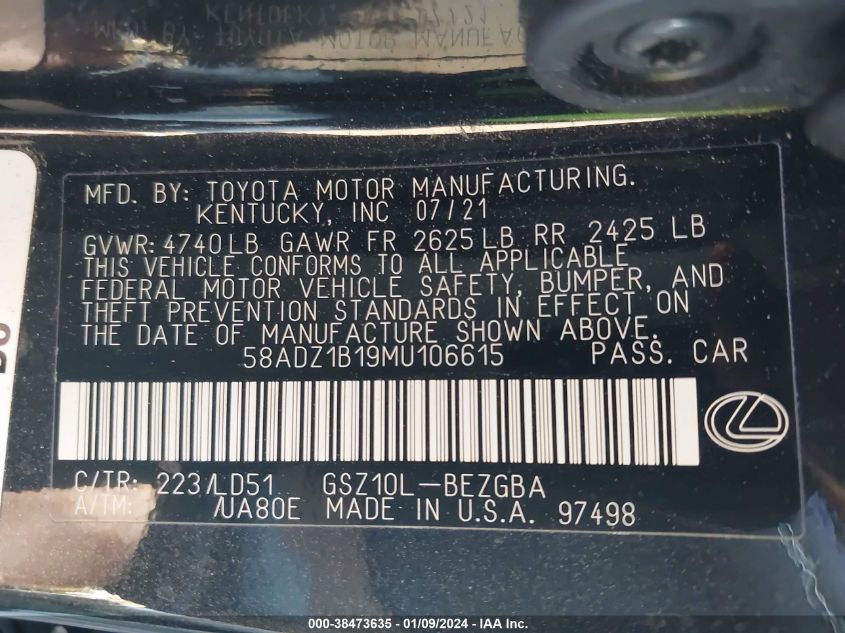 MFD. BY: TOYOTA MOTOR MANUFACTURING.
KENTUCKY, INC 07/21
GVWR: 4740 LB GAWR FR 2625 LB RR 2425 LB
THIS VEHICLE CONFORMS TO ALL APPLICABLE
FEDERAL MOTOR VEHICLE SAFETY, BUMPER, AND
THEFT PREVENTION STANDARDS IN EFFECT ON
THE DATE OF MANUFACTURE SHOWN ABOVE.
58ADZ1B19MU106615 PASS. CAR
C/TR: 223/LD51 GSZ10L-BEZGBA
A/TM: /UA80E MADE IN U.S.A. 97498
000-38473635 - 01/09/2024 - IAA Inc.